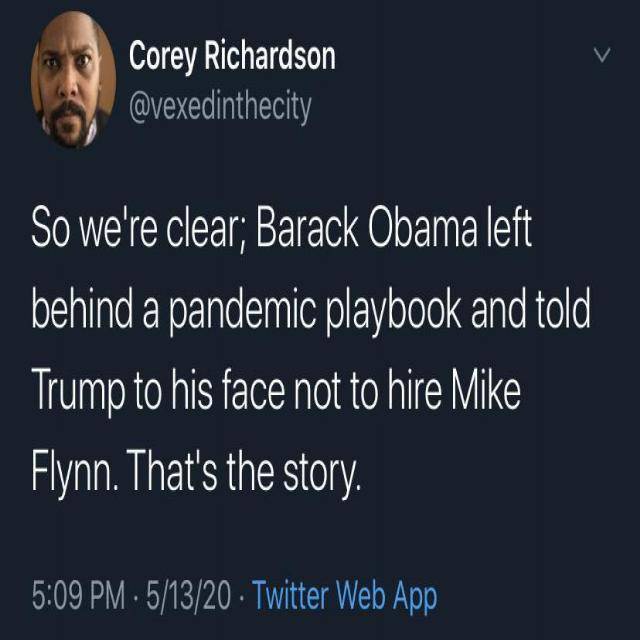 Corey Richardson
@vexedinthecity
So we're clear; Barack Obama left
behind a pandemic playbook and told
Trump to his face not to hire Mike
Flynn. That's the story.
5:09 PM · 5/13/20 · Twitter Web App